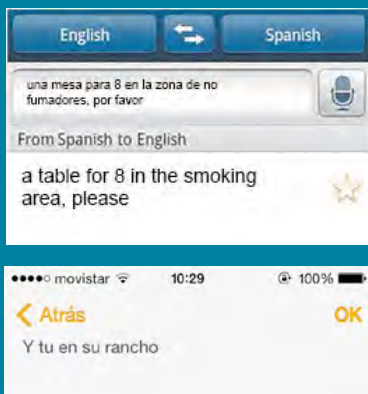 English
Spanish
una mesa para 8 en la zona de no
fumadores, por favor
From Spanish to English
a table for 8 in the smoking
area, please
movistar 10:29 100%
Atrás OK
Y tu en su rancho